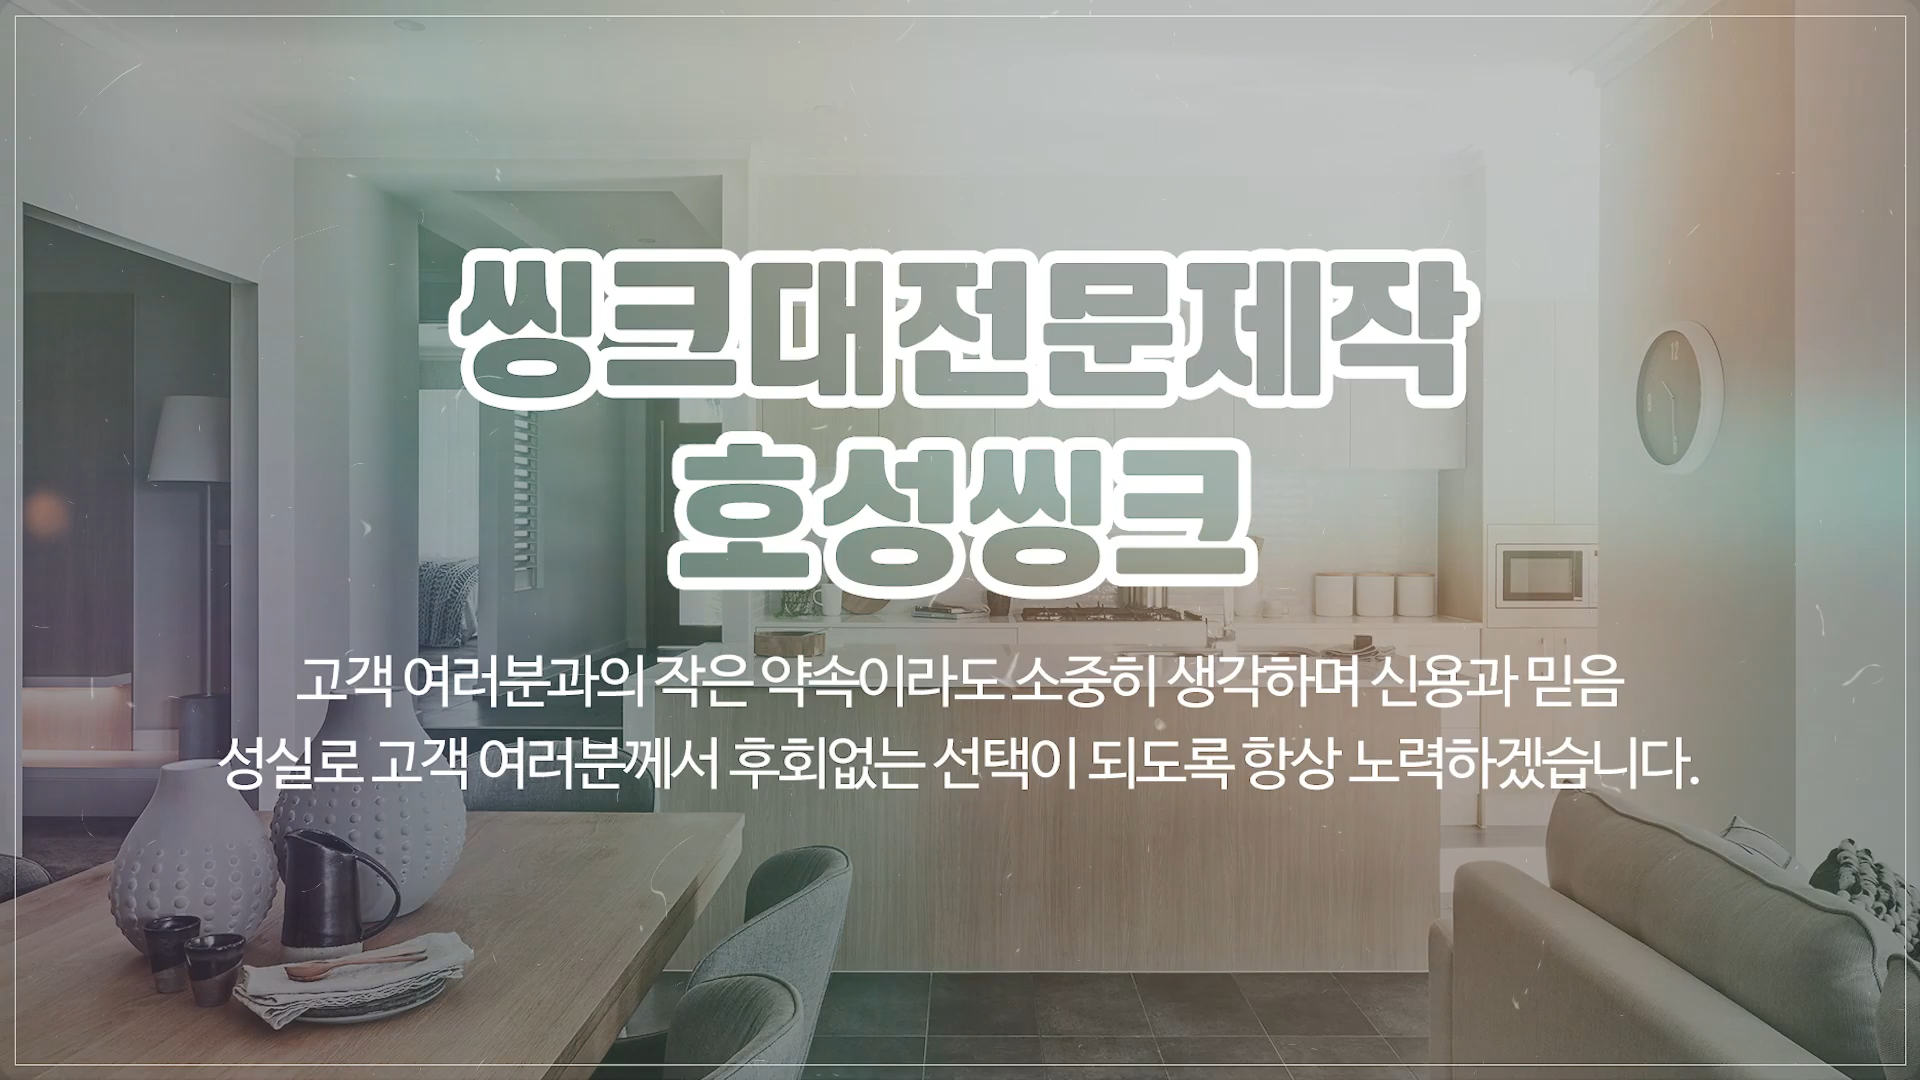 씽크대전문제작
호성씽크
고객 여러분과의 작은 약속이라도 소중히 생각하며 신용과 믿음
성실로 고객 여러분께서 후회없는 선택이 되도록 항상 노력하겠습니다.
12